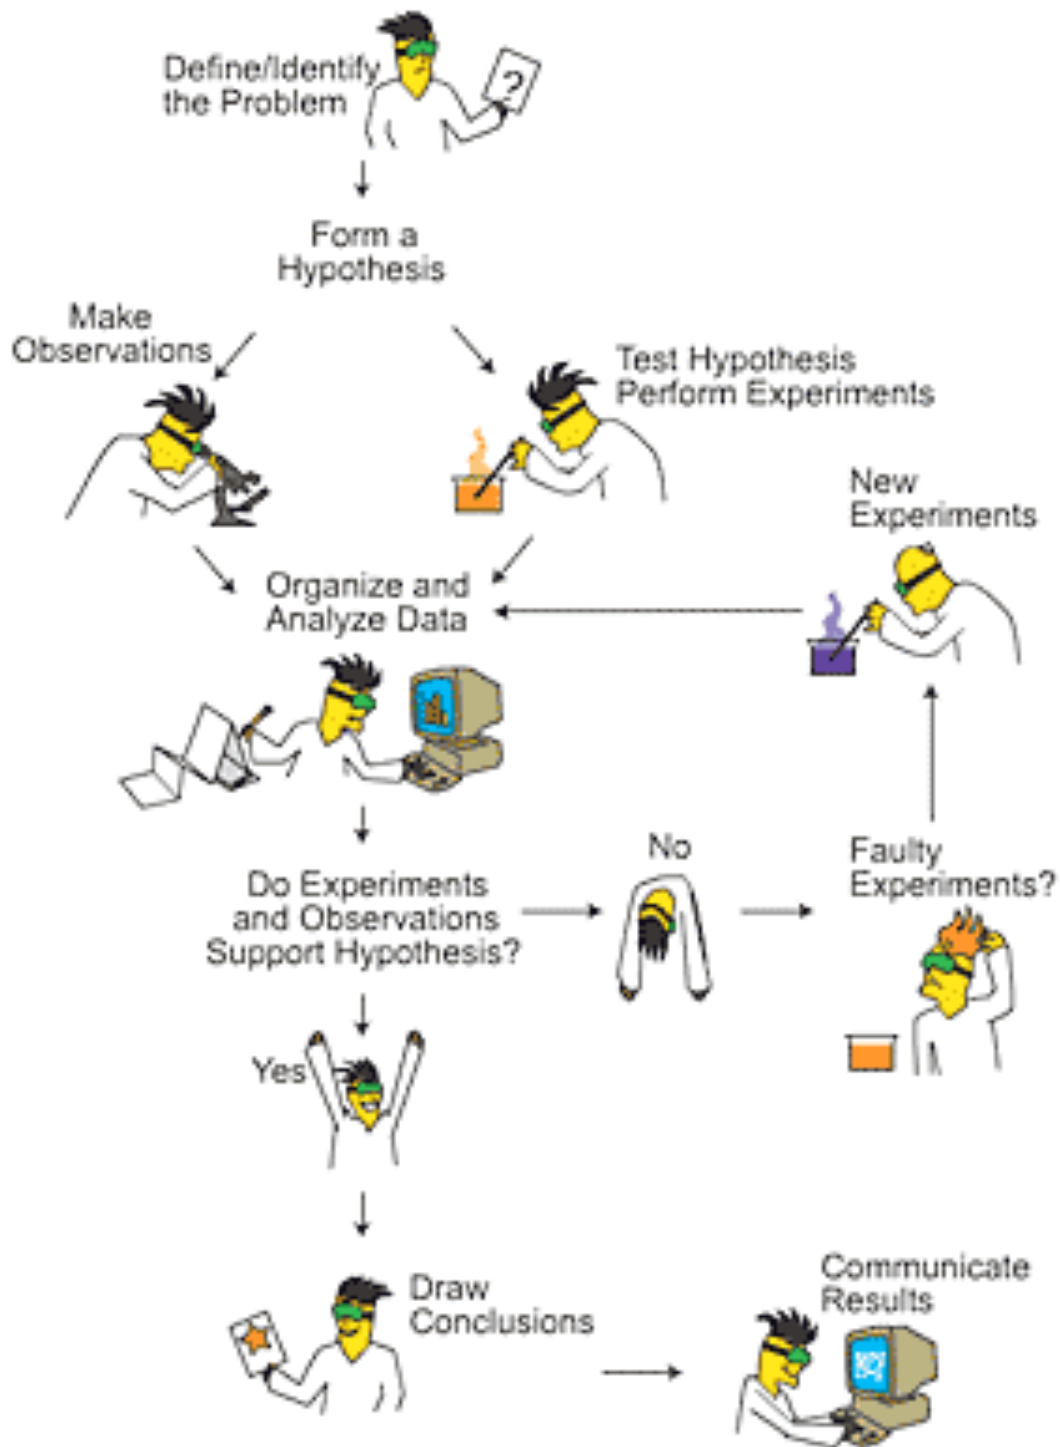 Define/Identify
the Problem
?
Form a
Hypothesis
Make
Observations
Test Hypothesis
Perform Experiments
New
Experiments
Organize and
Analyze Data
Do Experiments
and Observations
Support Hypothesis?
No
Faulty
Experiments?
Yes
Draw
Conclusions
Communicate
Results